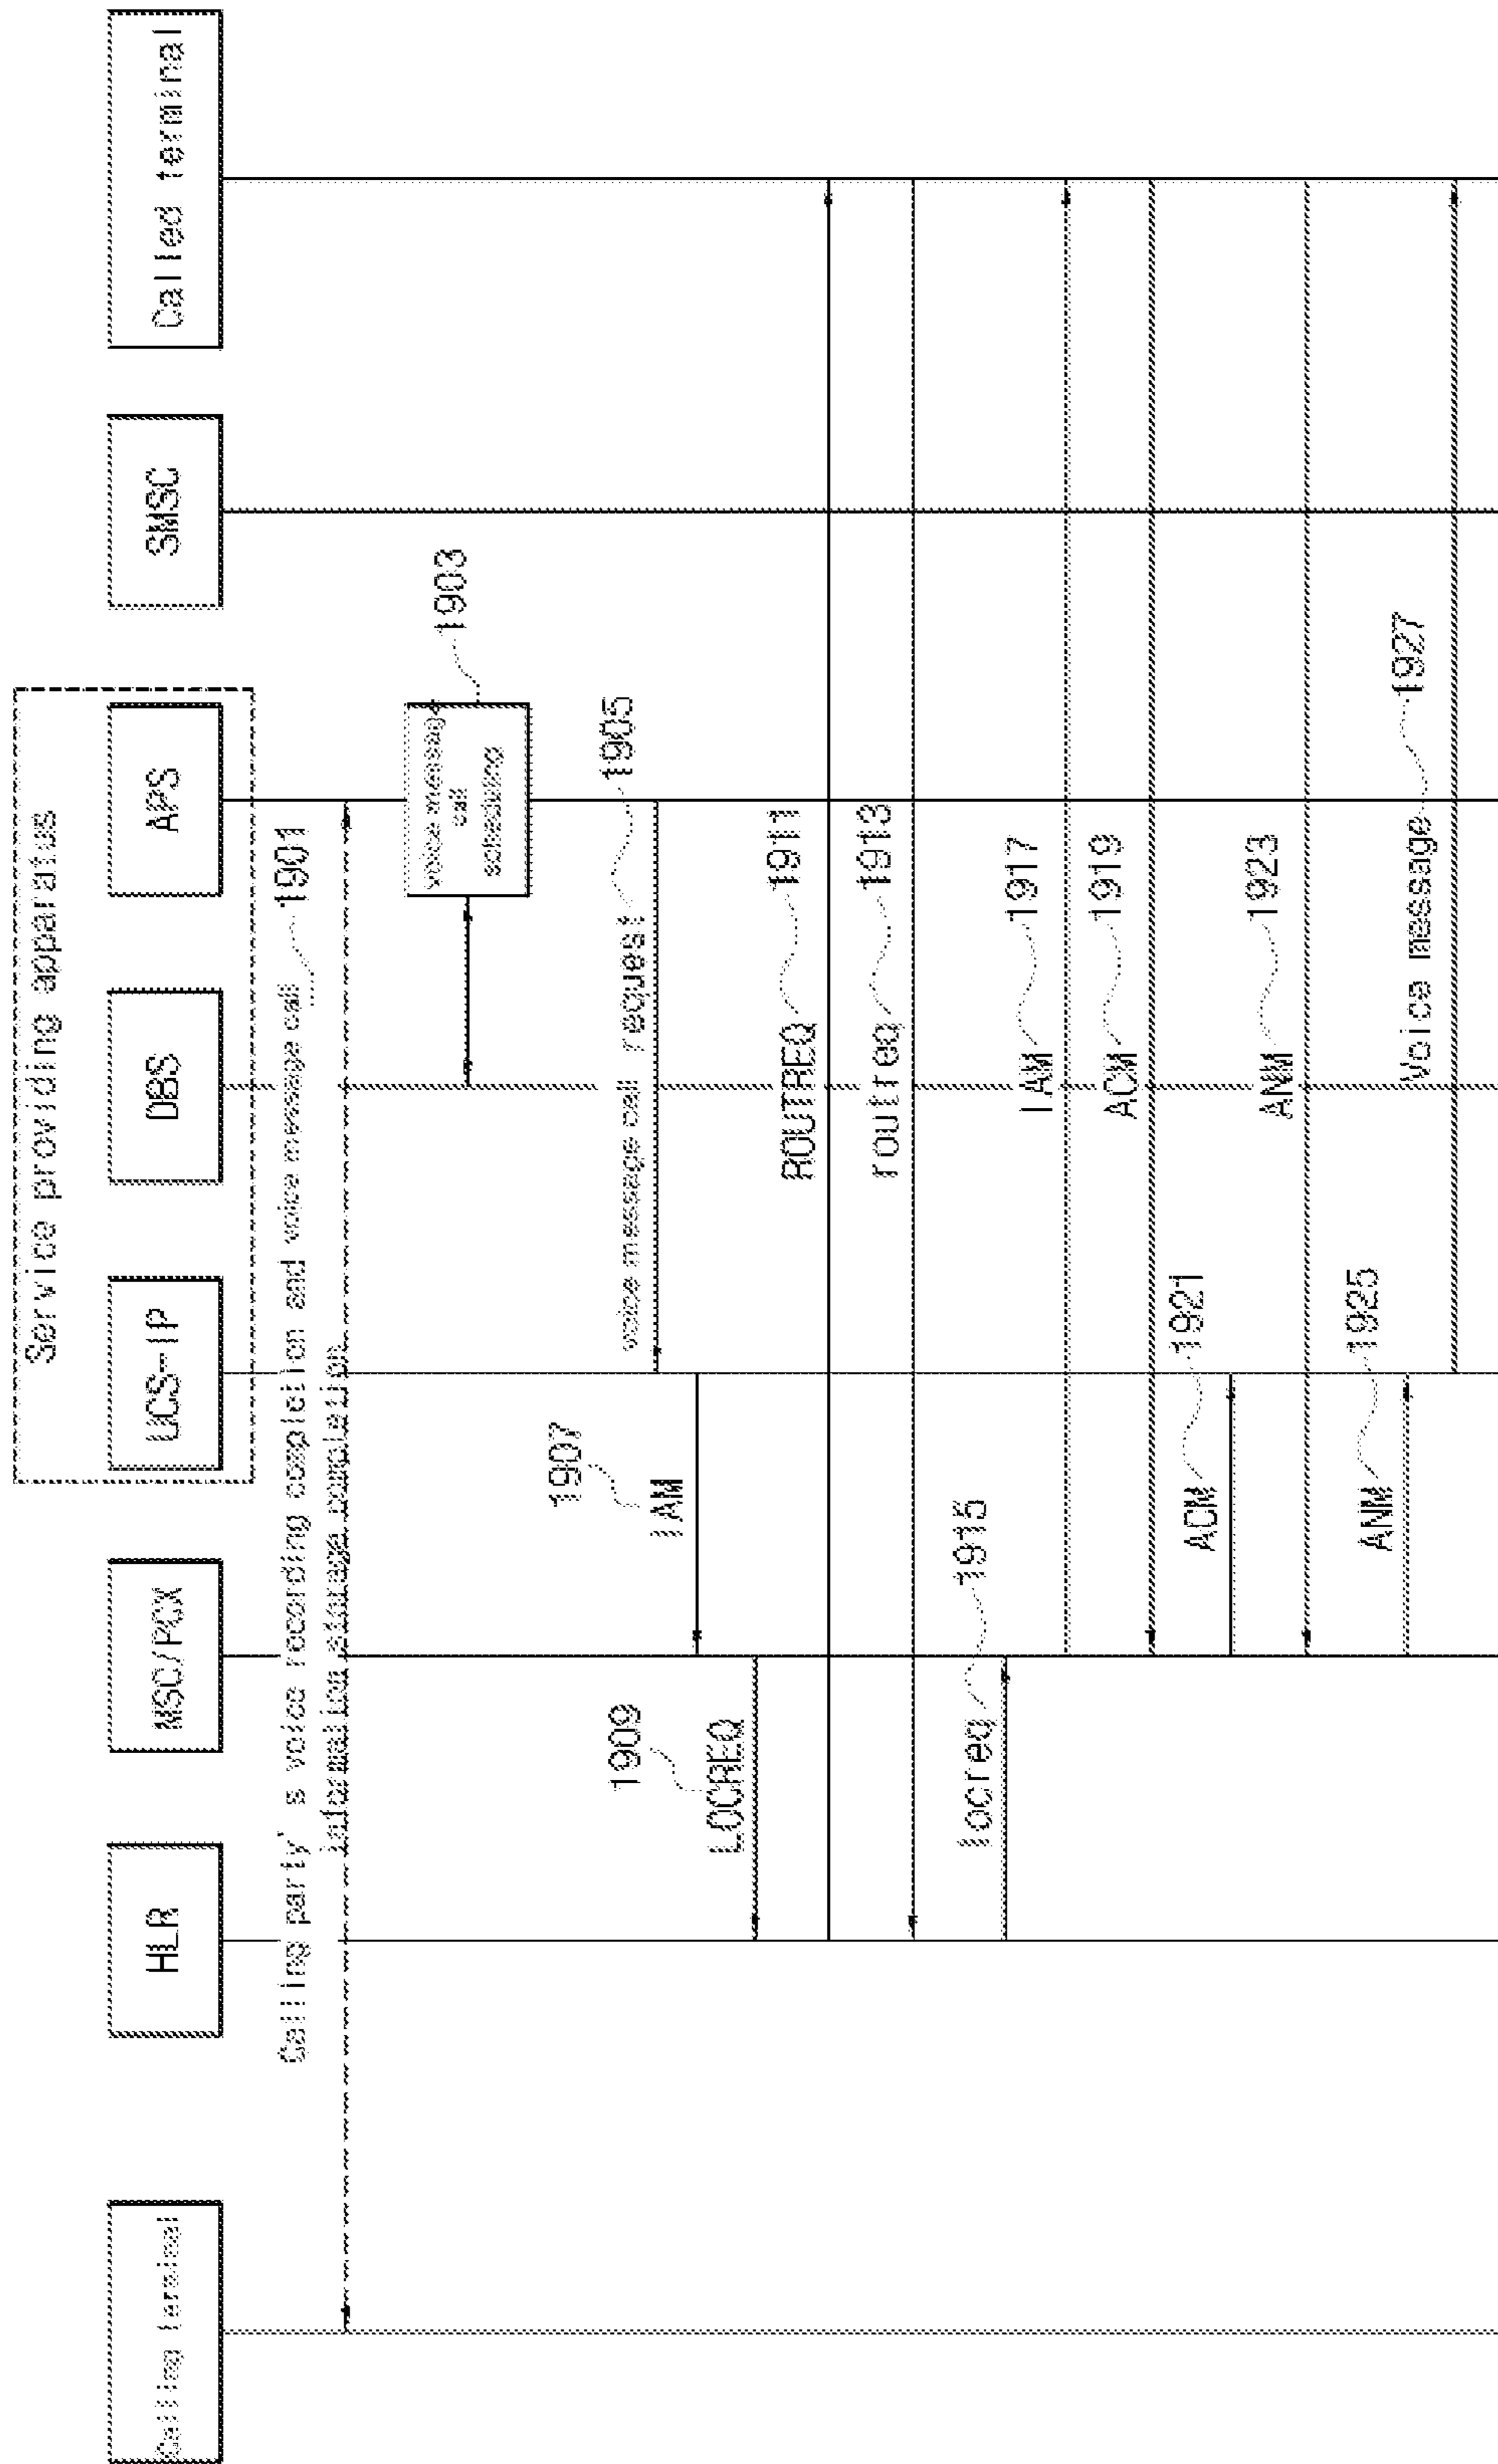 Service providing apparatus
Calling terminal
HLR
MSC/PCX
UCS-IP
DBS
APS
SMSC
Called terminal
Calling party's voice recording completion and voice message call
information storage completion
1901
voice message
call
scheduling
1903
voice message call request
1905
1907
IAM
1909
LOCREQ
ROUTREQ
1911
routreq
1913
locreq
1915
IAM
1917
ACM
1919
ACM
1921
ANM
1923
ANM
1925
Voice message
1927